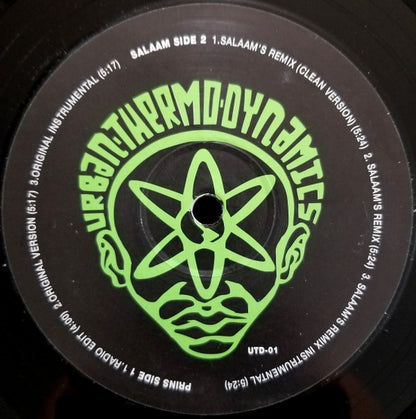 URBAN·THERMO·DYNAMICS
SALAAM SIDE 2 1.SALAAM'S REMIX (CLEAN VERSION) (5:24) 2. SALAAM'S REMIX (5:24) 3. SALAAM'S REMIX INSTRUMENTAL (5:24)
PRINS SIDE 1 1.RADIO EDIT (4:00) 2.ORIGINAL VERSION (5:17) 3.ORIGINAL INSTRUMENTAL (5:17)
UTD-01